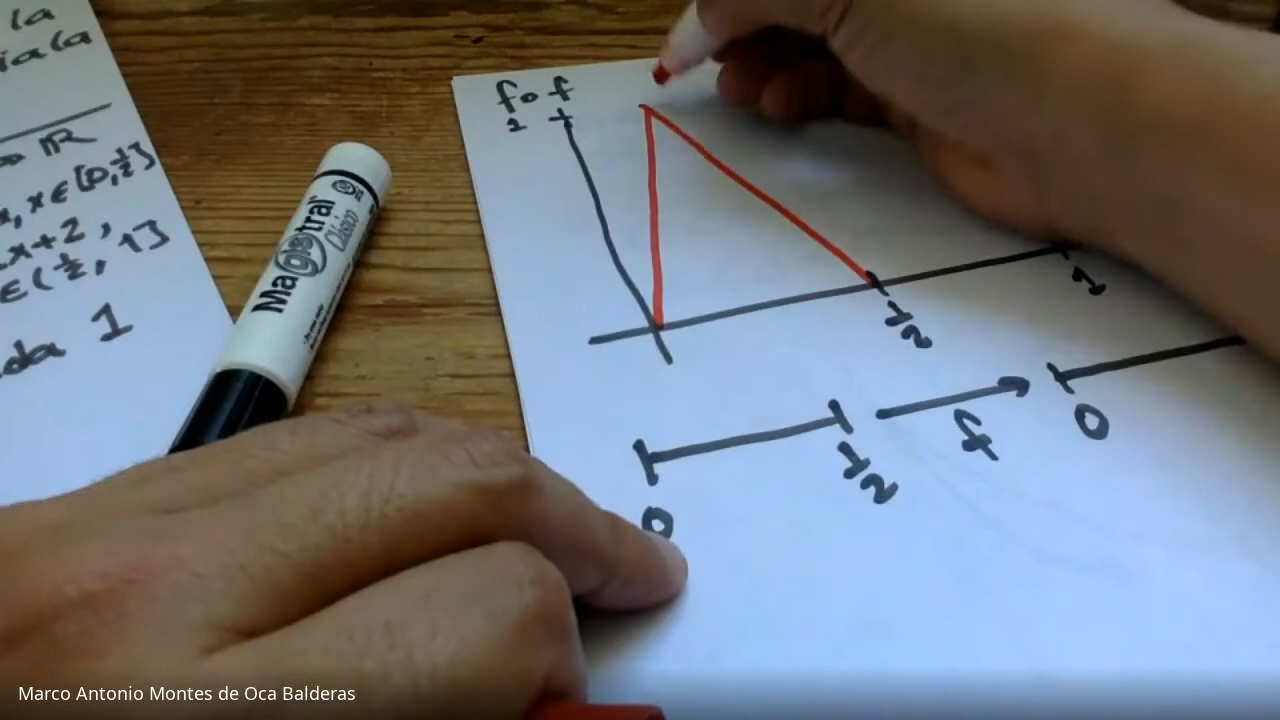 la
→ ℝ
x, x∈[0,½]
x+2,
∈(½, 1]
da 1
Magistral
Clásico
f∘f
1
½
1
0
½
f
0
Marco Antonio Montes de Oca Balderas